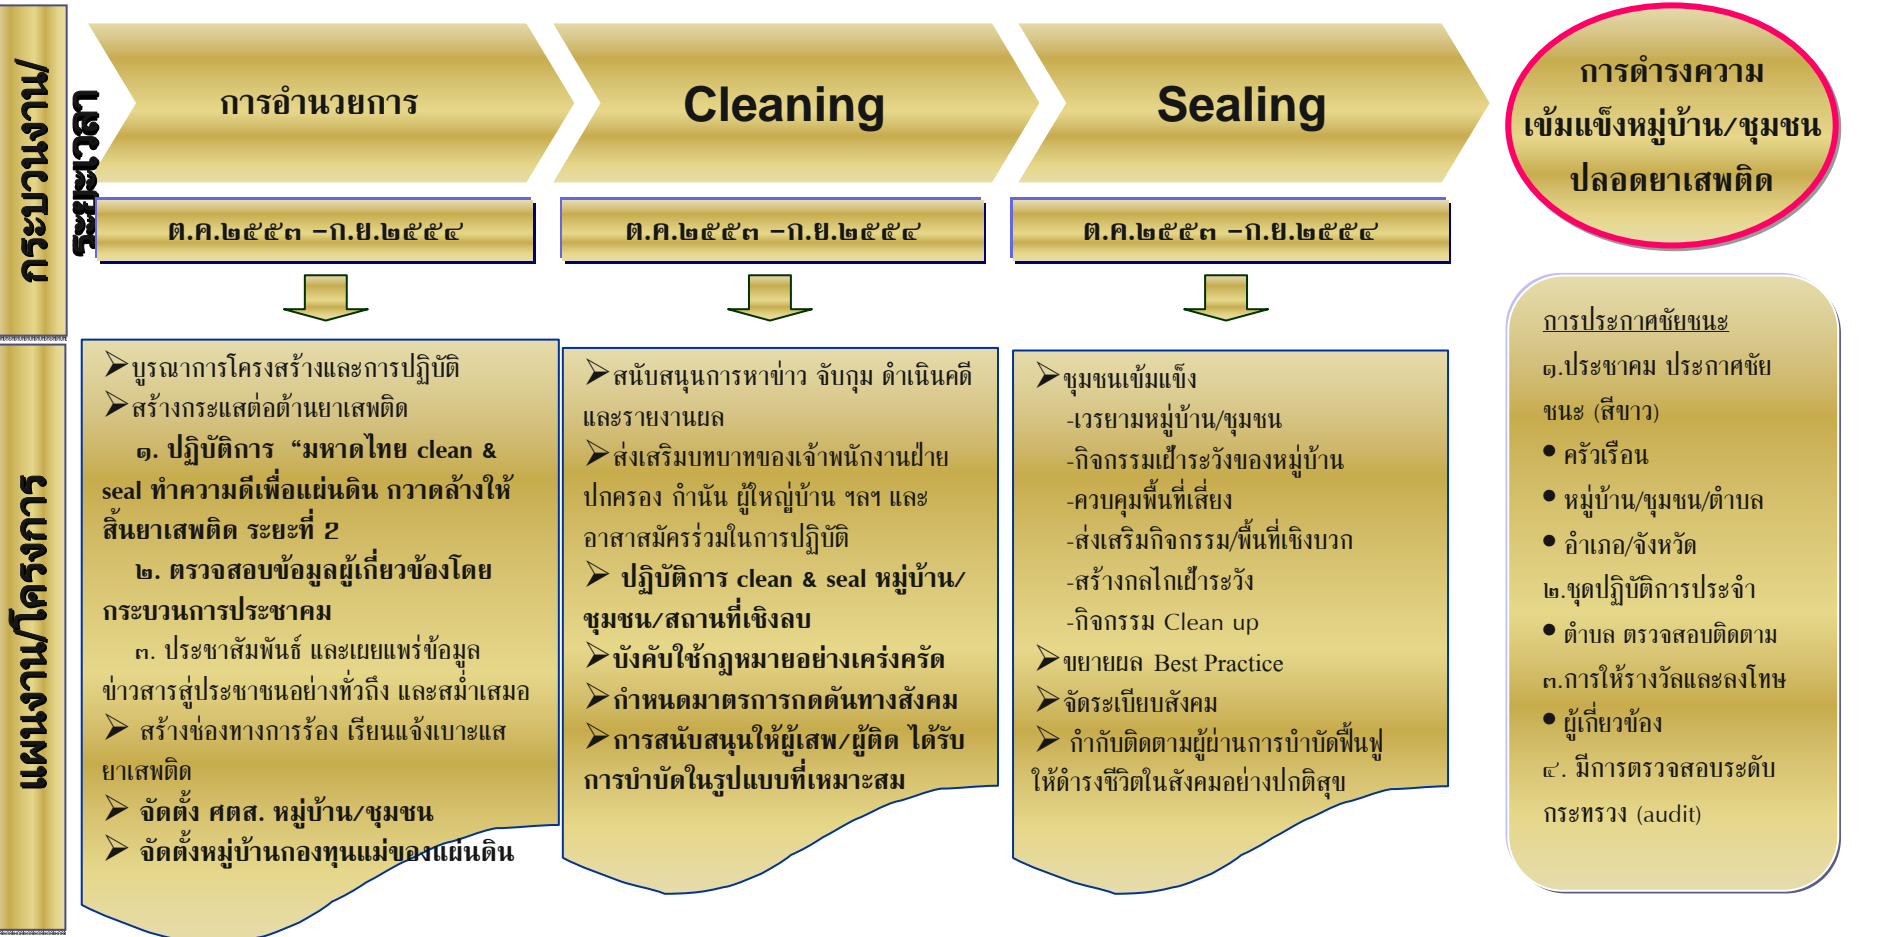 กระบวนงาน/
ระยะเวลา
การอำนวยการ
Cleaning
Sealing
การดำรงความ
เข้มแข็งหมู่บ้าน/ชุมชน
ปลอดยาเสพติด
ต.ค.๒๕๕๓ –ก.ย.๒๕๕๔
ต.ค.๒๕๕๓ –ก.ย.๒๕๕๔
ต.ค.๒๕๕๓ –ก.ย.๒๕๕๔
แผนงาน/โครงการ
➢บูรณาการโครงสร้างและการปฏิบัติ
➢สร้างกระแสต่อต้านยาเสพติด
๑. ปฏิบัติการ “มหาดไทย clean &
seal ทำความดีเพื่อแผ่นดิน กวาดล้างให้
สิ้นยาเสพติด ระยะที่ 2
๒. ตรวจสอบข้อมูลผู้เกี่ยวข้องโดย
กระบวนการประชาคม
๓. ประชาสัมพันธ์ และเผยแพร่ข้อมูล
ข่าวสารสู่ประชาชนอย่างทั่วถึง และสม่ำเสมอ
➢ สร้างช่องทางการร้อง เรียนแจ้งเบาะแส
ยาเสพติด
➢ จัดตั้ง ศตส. หมู่บ้าน/ชุมชน
➢ จัดตั้งหมู่บ้านกองทุนแม่ของแผ่นดิน
➢สนับสนุนการหาข่าว จับกุม ดำเนินคดี
และรายงานผล
➢ส่งเสริมบทบาทของเจ้าพนักงานฝ่าย
ปกครอง กำนัน ผู้ใหญ่บ้าน ฯลฯ และ
อาสาสมัครร่วมในการปฏิบัติ
➢ ปฏิบัติการ clean & seal หมู่บ้าน/
ชุมชน/สถานที่เชิงลบ
➢บังคับใช้กฎหมายอย่างเคร่งครัด
➢กำหนดมาตรการกดดันทางสังคม
➢การสนับสนุนให้ผู้เสพ/ผู้ติด ได้รับ
การบำบัดในรูปแบบที่เหมาะสม
➢ชุมชนเข้มแข็ง
-เวรยามหมู่บ้าน/ชุมชน
-กิจกรรมเฝ้าระวังของหมู่บ้าน
-ควบคุมพื้นที่เสี่ยง
-ส่งเสริมกิจกรรม/พื้นที่เชิงบวก
-สร้างกลไกเฝ้าระวัง
-กิจกรรม Clean up
➢ขยายผล Best Practice
➢จัดระเบียบสังคม
➢ กำกับติดตามผู้ผ่านการบำบัดฟื้นฟู
ให้ดำรงชีวิตในสังคมอย่างปกติสุข
การประกาศชัยชนะ
๑.ประชาคม ประกาศชัย
ชนะ (สีขาว)
• ครัวเรือน
• หมู่บ้าน/ชุมชน/ตำบล
• อำเภอ/จังหวัด
๒.ชุดปฏิบัติการประจำ
• ตำบล ตรวจสอบติดตาม
๓.การให้รางวัลและลงโทษ
• ผู้เกี่ยวข้อง
๔. มีการตรวจสอบระดับ
กระทรวง (audit)